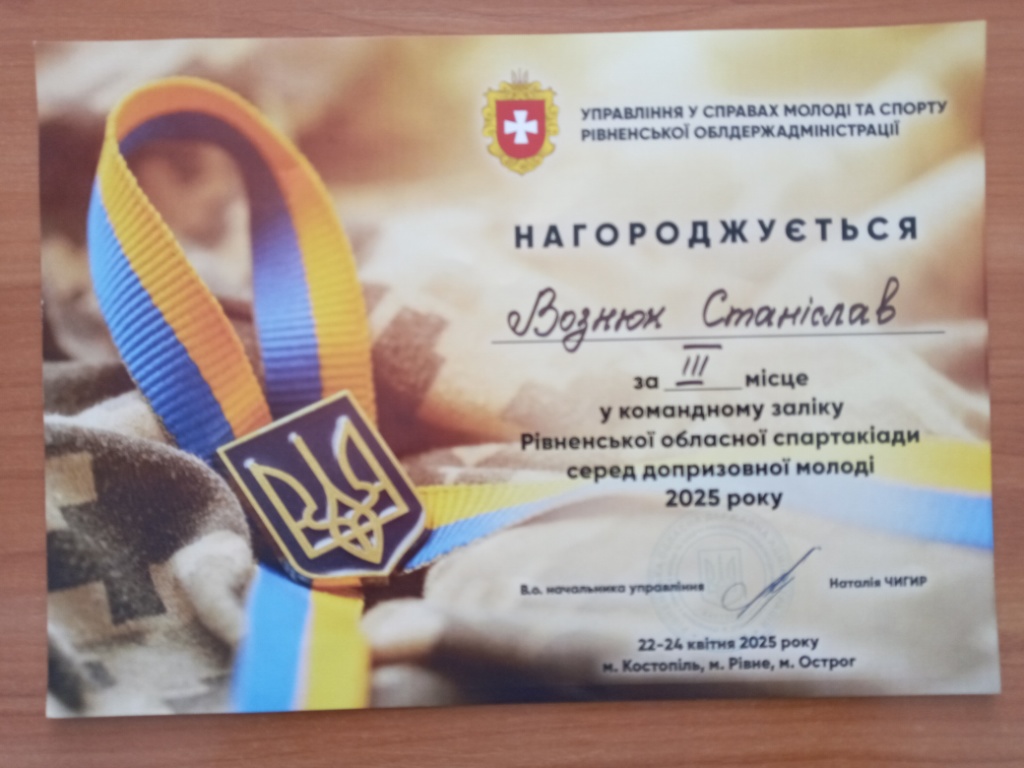 УПРАВЛІННЯ У СПРАВАХ МОЛОДІ ТА СПОРТУ
РІВНЕНСЬКОЇ ОБЛДЕРЖАДМІНІСТРАЦІЇ
НАГОРОДЖУЄТЬСЯ
Вознюк Станіслав
за III місце
у командному заліку
Рівненської обласної спартакіади
серед допризовної молоді
2025 року
В.о. начальника управління Наталія ЧИГИР
22-24 квітня 2025 року
м. Костопіль, м. Рівне, м. Острог